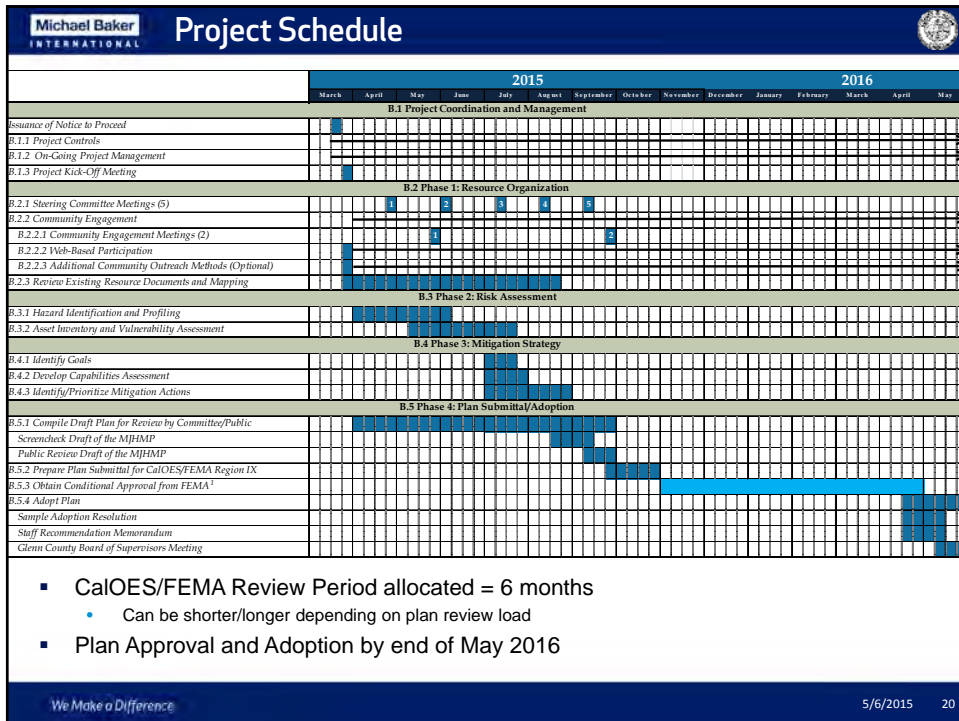 Michael Baker
INTERNATIONAL
Project Schedule
2015 2016
March April May June July August September October November December January February March April May
B.1 Project Coordination and Management
Issuance of Notice to Proceed
B.1.1 Project Controls
B.1.2 On-Going Project Management
B.1.3 Project Kick-Off Meeting
B.2 Phase 1: Resource Organization
B.2.1 Steering Committee Meetings (5) 1 2 3 4 5
B.2.2 Community Engagement
B.2.2.1 Community Engagement Meetings (2) 1 2
B.2.2.2 Web-Based Participation
B.2.2.3 Additional Community Outreach Methods (Optional)
B.2.3 Review Existing Resource Documents and Mapping
B.3 Phase 2: Risk Assessment
B.3.1 Hazard Identification and Profiling
B.3.2 Asset Inventory and Vulnerability Assessment
B.4 Phase 3: Mitigation Strategy
B.4.1 Identify Goals
B.4.2 Develop Capabilities Assessment
B.4.3 Identify/Prioritize Mitigation Actions
B.5 Phase 4: Plan Submittal/Adoption
B.5.1 Compile Draft Plan for Review by Committee/Public
Screencheck Draft of the MJHMP
Public Review Draft of the MJHMP
B.5.2 Prepare Plan Submittal for CalOES/FEMA Region IX
B.5.3 Obtain Conditional Approval from FEMA¹
B.5.4 Adopt Plan
Sample Adoption Resolution
Staff Recommendation Memorandum
Glenn County Board of Supervisors Meeting
▪ CalOES/FEMA Review Period allocated = 6 months
• Can be shorter/longer depending on plan review load
▪ Plan Approval and Adoption by end of May 2016
We Make a Difference 5/6/2015 20